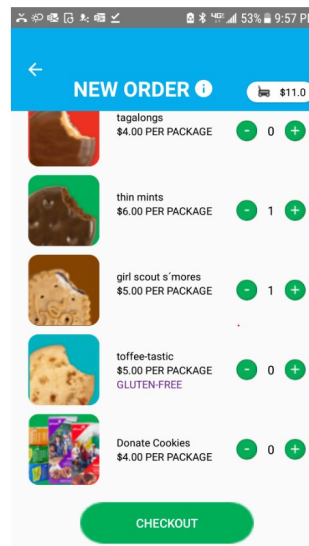 53% 9:57 P
NEW ORDER
$11.0
tagalongs
$4.00 PER PACKAGE
- 0 +
thin mints
$6.00 PER PACKAGE
- 1 +
girl scout s´mores
$5.00 PER PACKAGE
- 1 +
toffee-tastic
$5.00 PER PACKAGE
GLUTEN-FREE
- 0 +
Donate Cookies
$4.00 PER PACKAGE
- 0 +
CHECKOUT